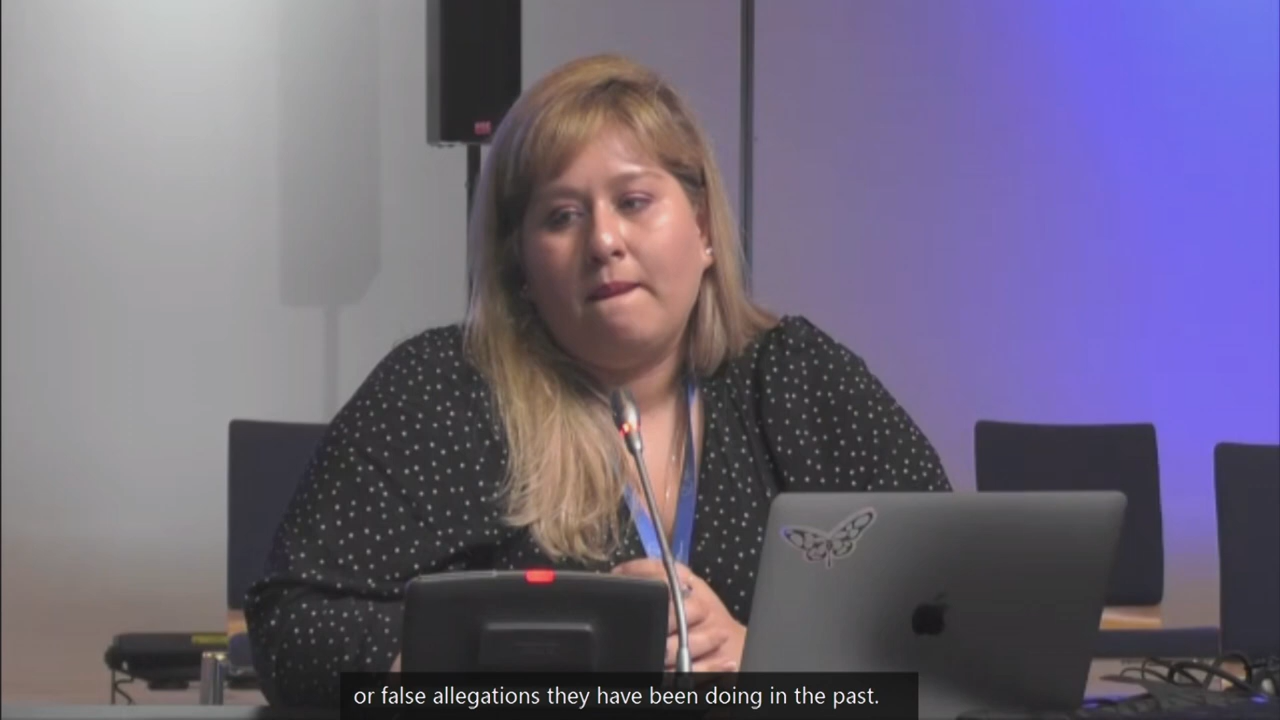 or false allegations they have been doing in the past.